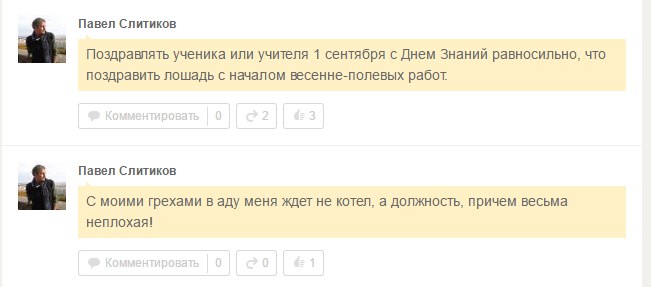 Павел Слитиков
Поздравлять ученика или учителя 1 сентября с Днем Знаний равносильно, что
поздравить лошадь с началом весенне-полевых работ.
Комментировать 0 2 3
Павел Слитиков
С моими грехами в аду меня ждет не котел, а должность, причем весьма
неплохая!
Комментировать 0 0 1